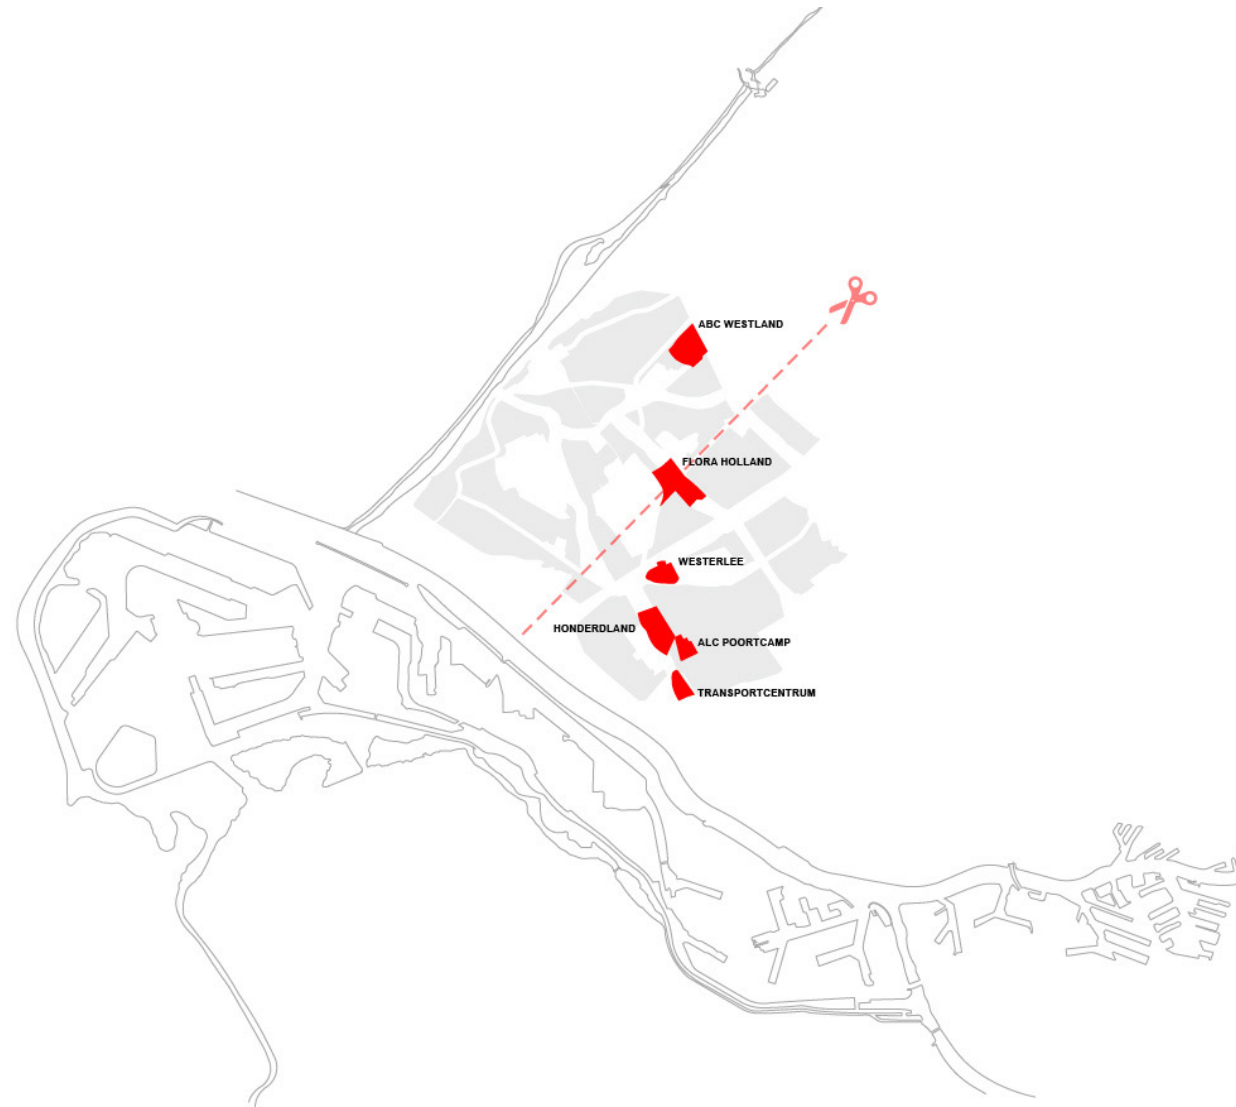 ABC WESTLAND
FLORA HOLLAND
WESTERLEE
HONDERDLAND
ALC POORTCAMP
TRANSPORTCENTRUM